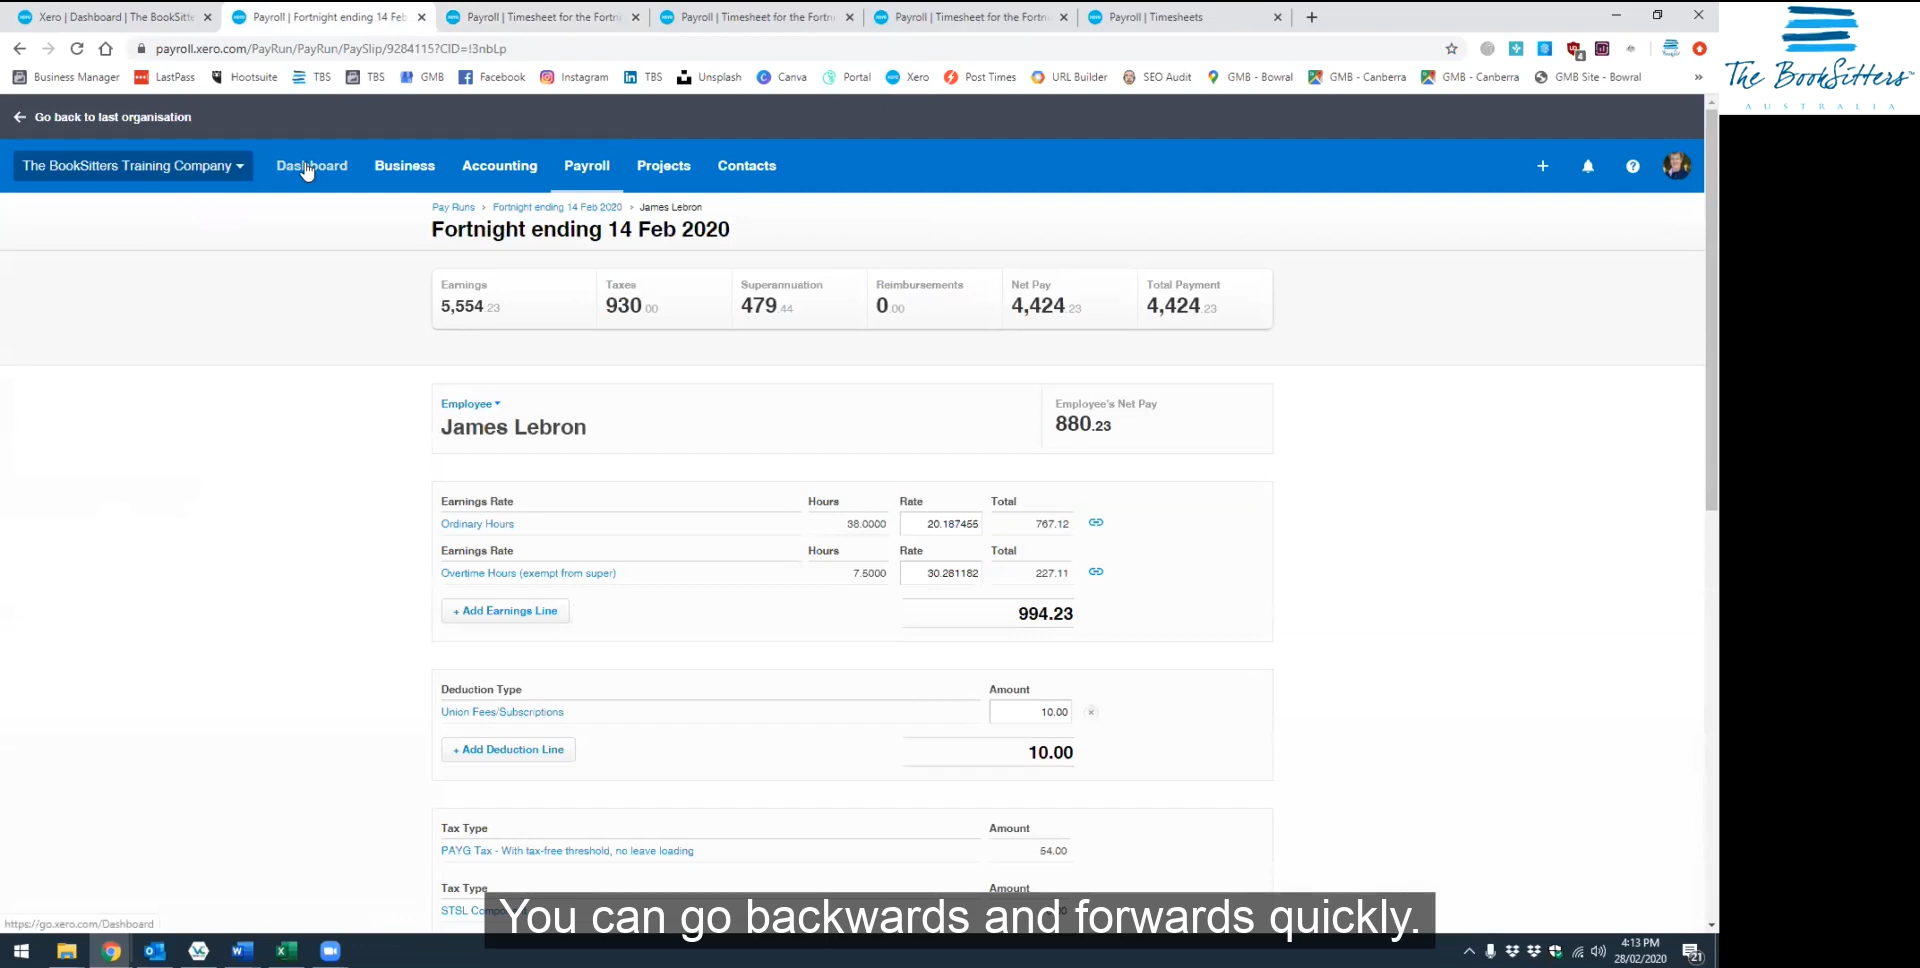 Xero | Dashboard | The BookSitte
Payroll | Fortnight ending 14 Feb
Payroll | Timesheet for the Fortni
Payroll | Timesheet for the Fortn
Payroll | Timesheet for the Fortn
Payroll | Timesheets
payroll.xero.com/PayRun/PayRun/PaySlip/9284115?CID=!3nbLp
Business Manager
LastPass
Hootsuite
TBS
TBS
GMB
Facebook
Instagram
TBS
Unsplash
Canva
Portal
Xero
Post Times
URL Builder
SEO Audit
GMB - Bowral
GMB - Canberra
GMB - Canberra
GMB Site - Bowral
The BookSitters™
AUSTRALIA
Go back to last organisation
The BookSitters Training Company
Dashboard
Business
Accounting
Payroll
Projects
Contacts
Pay Runs > Fortnight ending 14 Feb 2020 > James Lebron
Fortnight ending 14 Feb 2020
Earnings
Taxes
Superannuation
Reimbursements
Net Pay
Total Payment
5,554.23
930.00
479.44
0.00
4,424.23
4,424.23
Employee
James Lebron
Employee's Net Pay
880.23
Earnings Rate Hours Rate Total
Ordinary Hours 38.0000 20.187455 767.12
Earnings Rate Hours Rate Total
Overtime Hours (exempt from super) 7.5000 30.281182 227.11
+ Add Earnings Line
994.23
Deduction Type Amount
Union Fees/Subscriptions 10.00
+ Add Deduction Line
10.00
Tax Type Amount
PAYG Tax - With tax-free threshold, no leave loading 54.00
Tax Type Amount
STSL
You can go backwards and forwards quickly.
https://go.xero.com/Dashboard
4:13 PM
28/02/2020
21